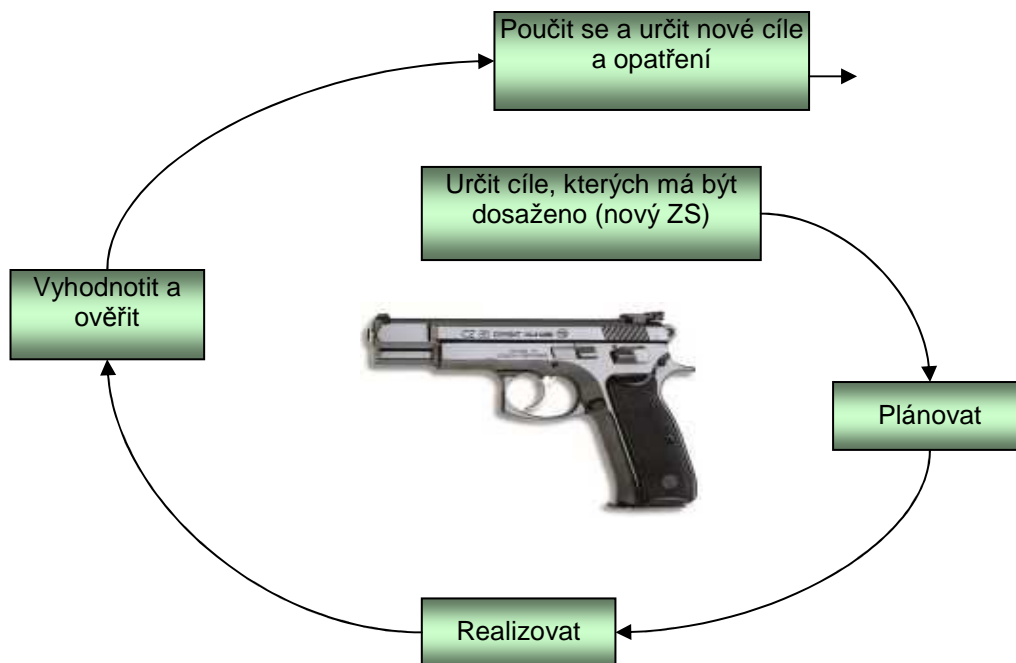 Poučit se a určit nové cíle
a opatření
Určit cíle, kterých má být
dosaženo (nový ZS)
Vyhodnotit a
ověřit
Plánovat
Realizovat